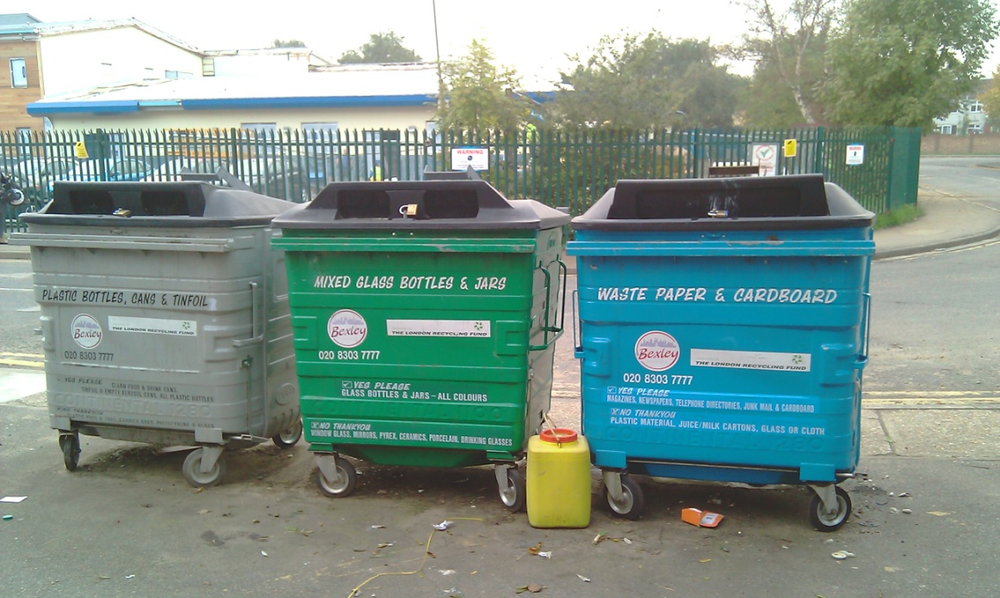 WARNING
PLASTIC BOTTLES, CANS & TINFOIL
Bexley
THE LONDON RECYCLING FUND
020 8303 7777
YES PLEASE
CLEAN FOOD & DRINK CANS,
TINFOIL & EMPTY AEROSOL CANS, ALL PLASTIC BOTTLES
MIXED GLASS BOTTLES & JARS
Bexley
THE LONDON RECYCLING FUND
020 8303 7777
YES PLEASE
GLASS BOTTLES & JARS - ALL COLOURS
NO THANKYOU
WINDOW GLASS, MIRRORS, PYREX, CERAMICS, PORCELAIN, DRINKING GLASSES
WASTE PAPER & CARDBOARD
Bexley
THE LONDON RECYCLING FUND
020 8303 7777
YES PLEASE
MAGAZINES, NEWSPAPERS, TELEPHONE DIRECTORIES, JUNK MAIL & CARDBOARD
NO THANKYOU
PLASTIC MATERIAL, JUICE/MILK CARTONS, GLASS OR CLOTH